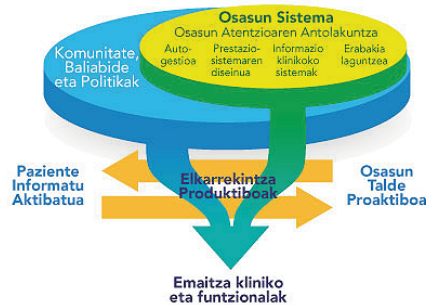 Osasun Sistema
Osasun Atentzioaren Antolakuntza
Auto-
gestioa
Prestazio-
sistemaren
diseinua
Informazio
klinikoko
sistemak
Erabakia
laguntzea
Komunitate,
Baliabide
eta Politikak
Paziente
Informatu
Aktibatua
Elkarrekintza
Produktiboak
Osasun
Talde
Proaktiboa
Emaitza kliniko
eta funtzionalak